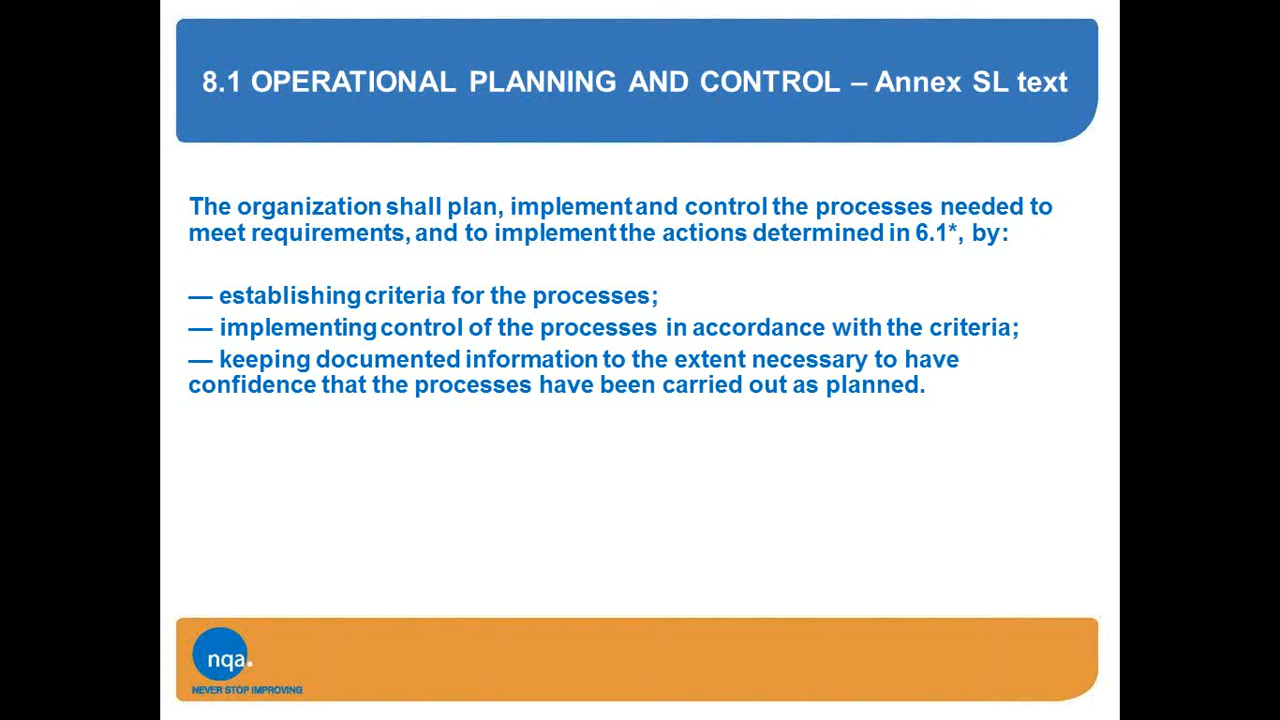 8.1 OPERATIONAL PLANNING AND CONTROL – Annex SL text
The organization shall plan, implement and control the processes needed to
meet requirements, and to implement the actions determined in 6.1*, by:
— establishing criteria for the processes;
— implementing control of the processes in accordance with the criteria;
— keeping documented information to the extent necessary to have
confidence that the processes have been carried out as planned.
nqa.
NEVER STOP IMPROVING